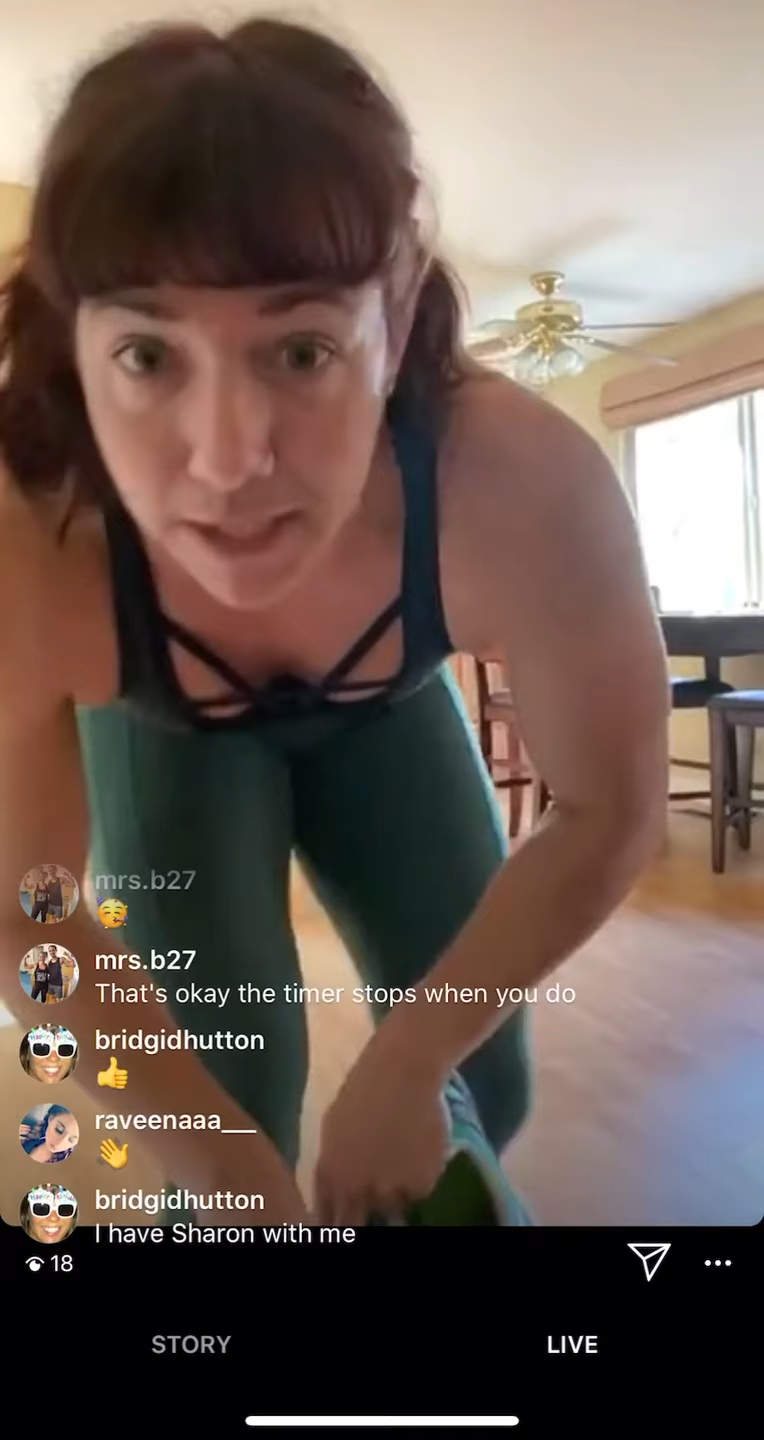 mrs.b27
🥳
mrs.b27
That's okay the timer stops when you do
bridgidhutton
👍
raveenaaa___
👋
bridgidhutton
I have Sharon with me
18
STORY
LIVE